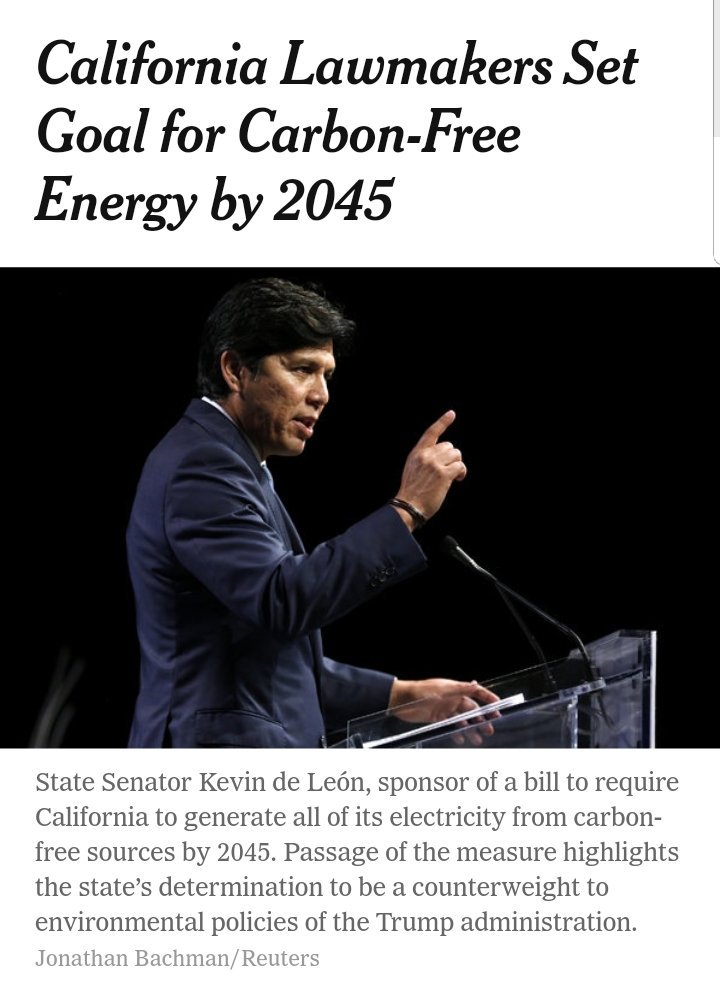 California Lawmakers Set
Goal for Carbon-Free
Energy by 2045
State Senator Kevin de León, sponsor of a bill to require
California to generate all of its electricity from carbon-
free sources by 2045. Passage of the measure highlights
the state’s determination to be a counterweight to
environmental policies of the Trump administration.
Jonathan Bachman/Reuters